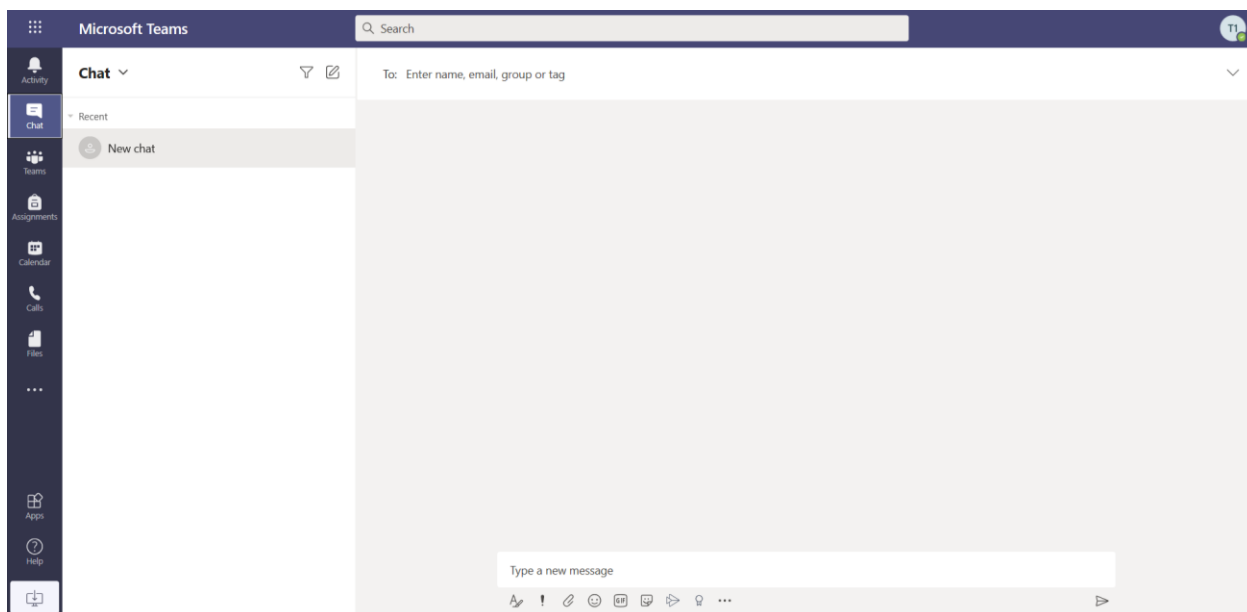 Microsoft Teams
Search
T1
Activity
Chat
Teams
Assignments
Calendar
Calls
Files
Apps
Help
Chat
Recent
New chat
To: Enter name, email, group or tag
Type a new message
GIF